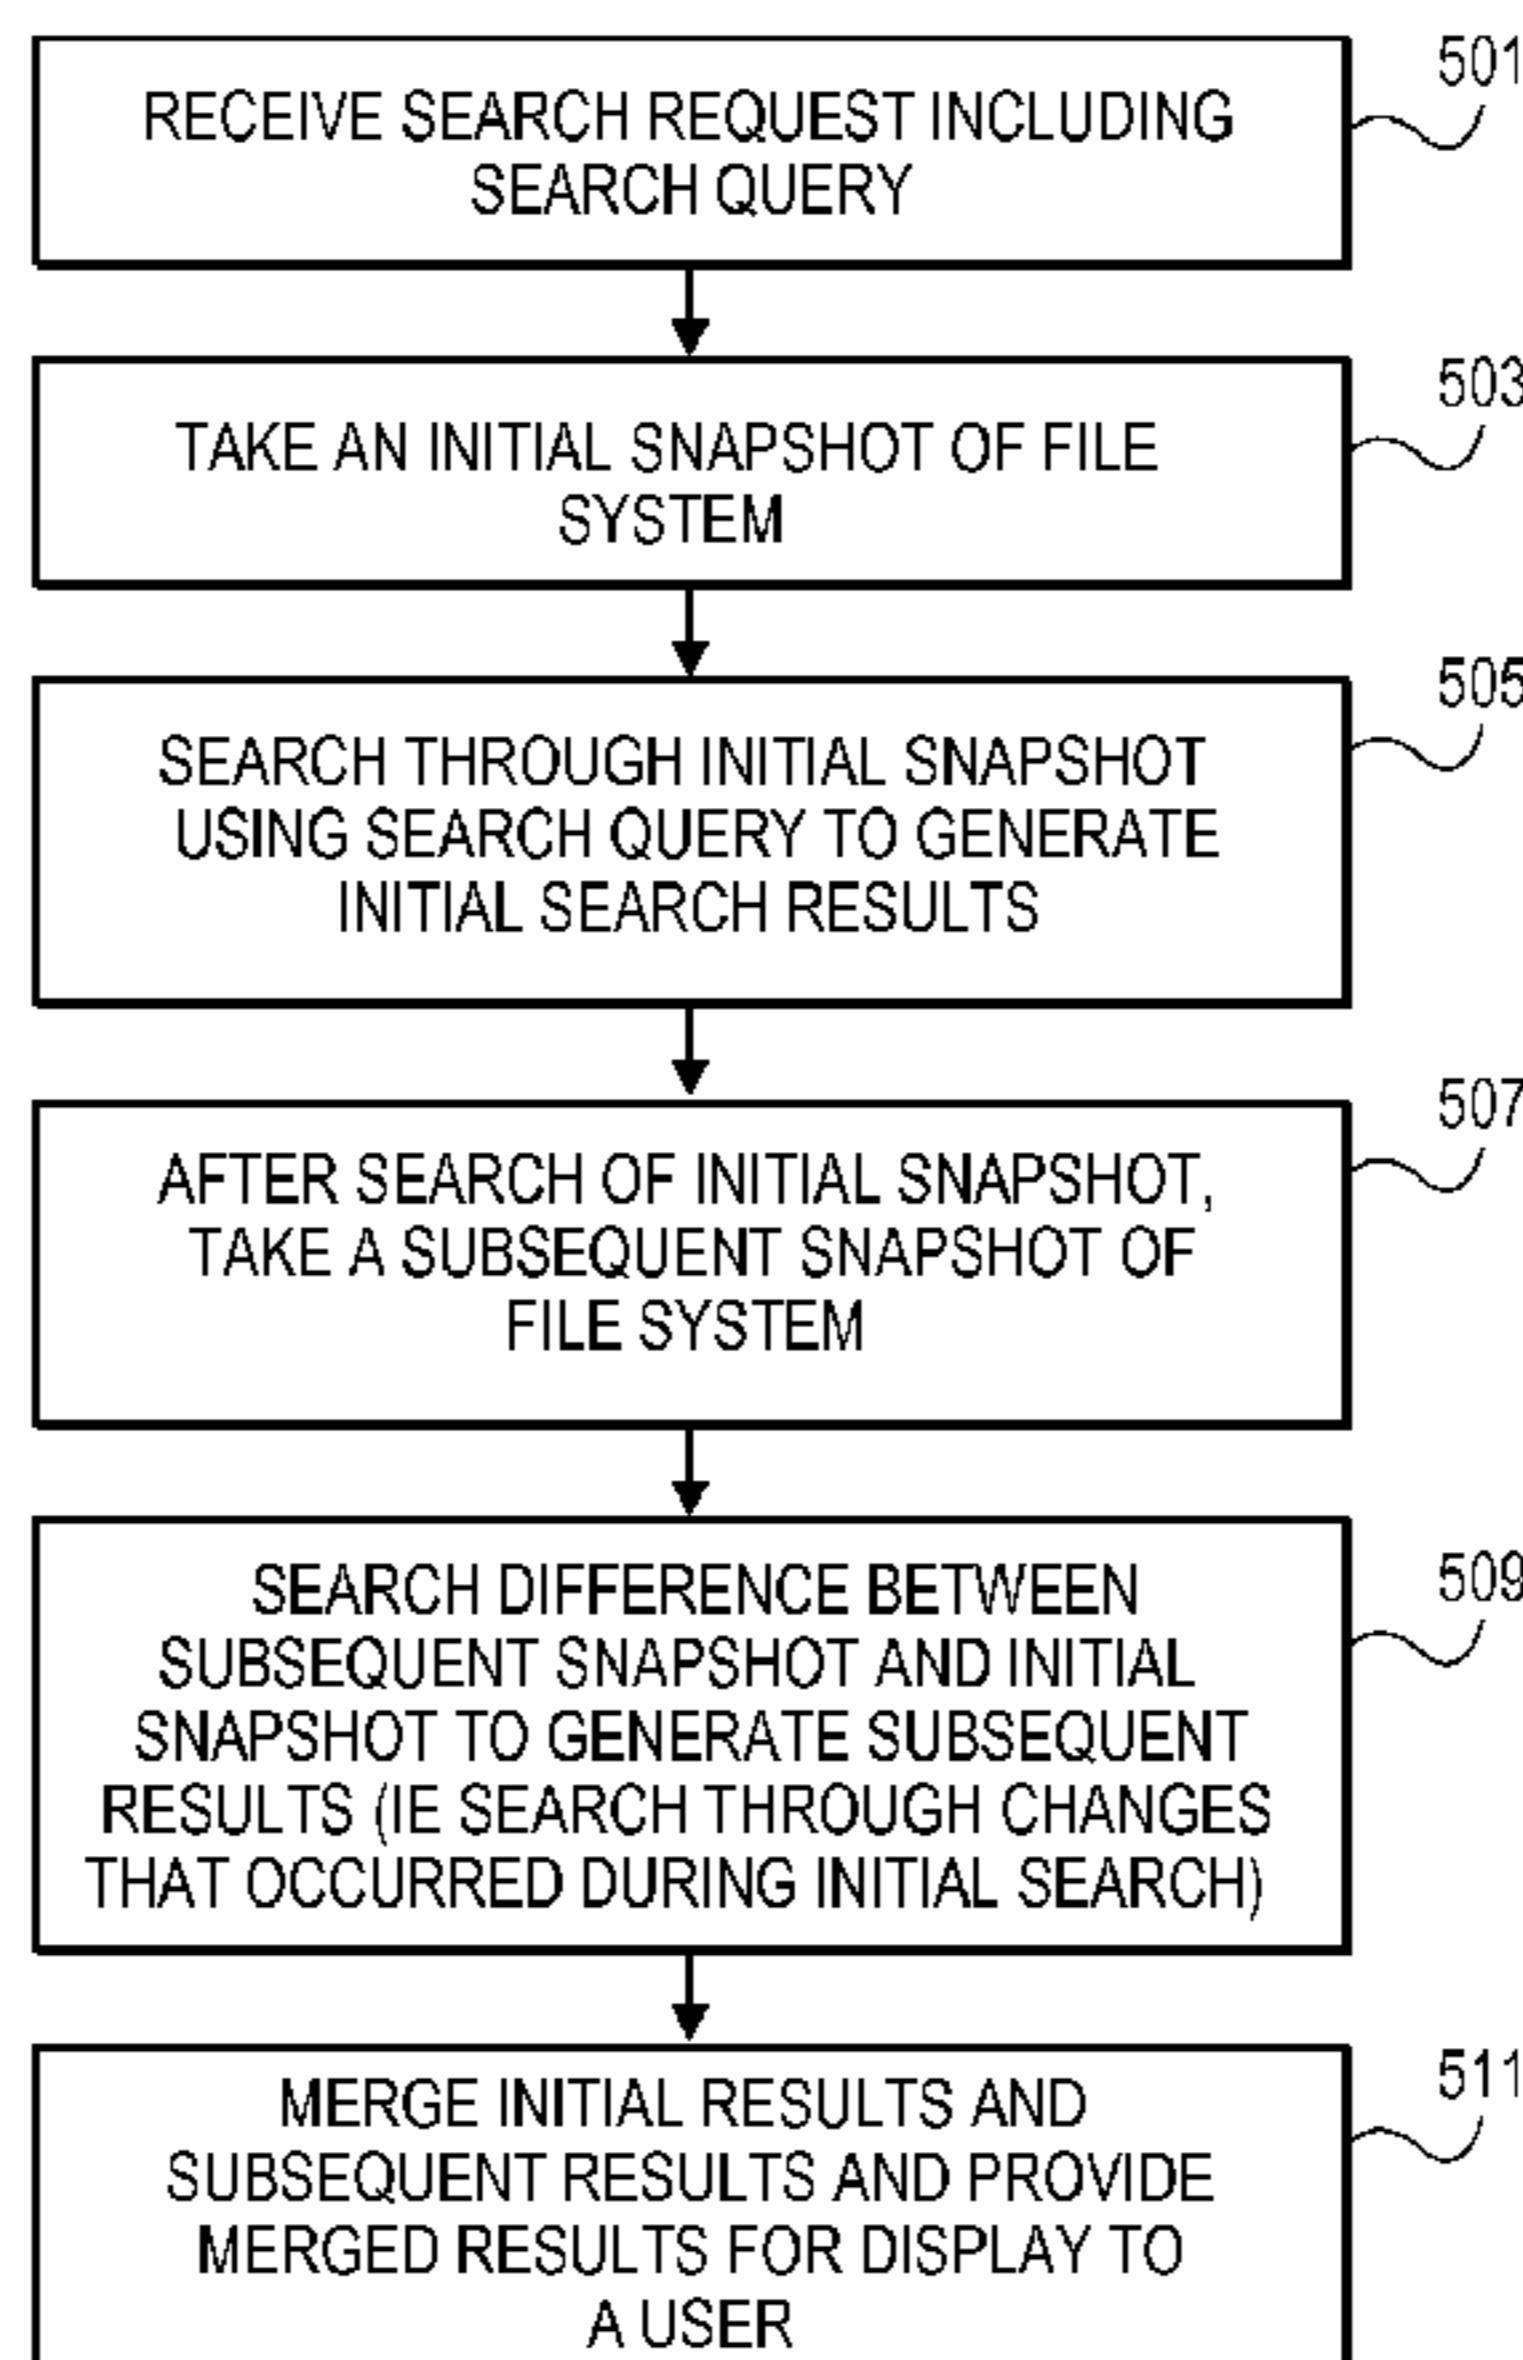 501
RECEIVE SEARCH REQUEST INCLUDING
SEARCH QUERY
503
TAKE AN INITIAL SNAPSHOT OF FILE
SYSTEM
505
SEARCH THROUGH INITIAL SNAPSHOT
USING SEARCH QUERY TO GENERATE
INITIAL SEARCH RESULTS
507
AFTER SEARCH OF INITIAL SNAPSHOT,
TAKE A SUBSEQUENT SNAPSHOT OF
FILE SYSTEM
509
SEARCH DIFFERENCE BETWEEN
SUBSEQUENT SNAPSHOT AND INITIAL
SNAPSHOT TO GENERATE SUBSEQUENT
RESULTS (IE SEARCH THROUGH CHANGES
THAT OCCURRED DURING INITIAL SEARCH)
511
MERGE INITIAL RESULTS AND
SUBSEQUENT RESULTS AND PROVIDE
MERGED RESULTS FOR DISPLAY TO
A USER